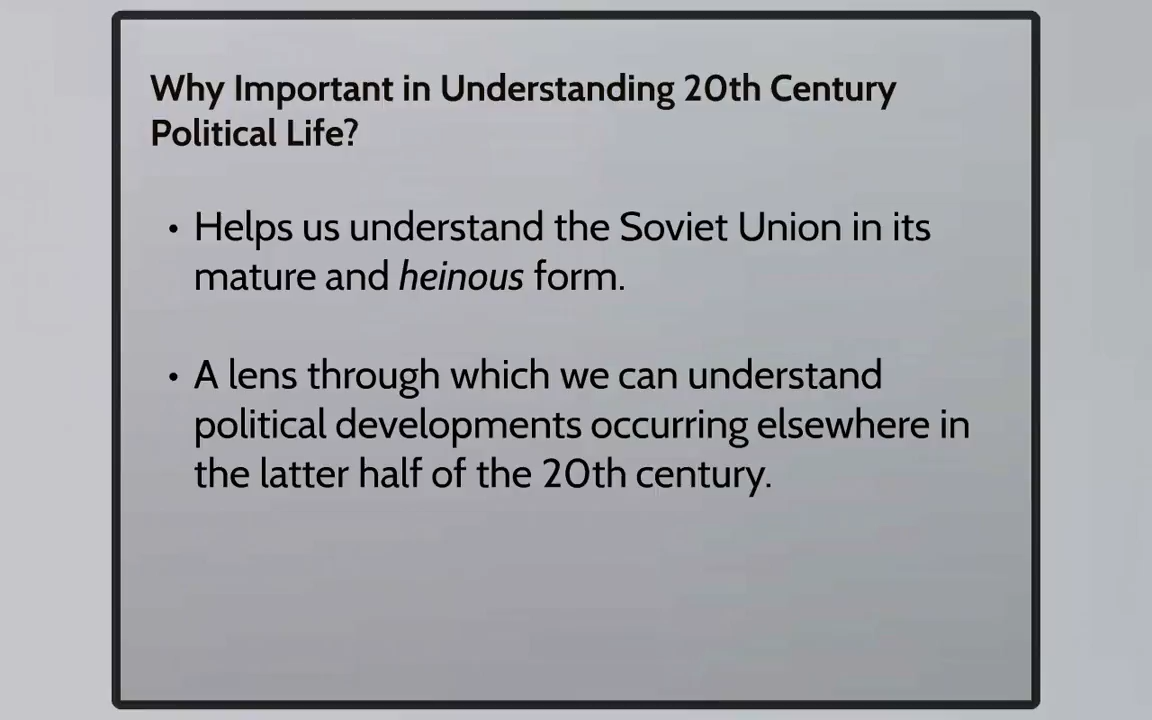 Why Important in Understanding 20th Century
Political Life?
• Helps us understand the Soviet Union in its
mature and heinous form.
• A lens through which we can understand
political developments occurring elsewhere in
the latter half of the 20th century.